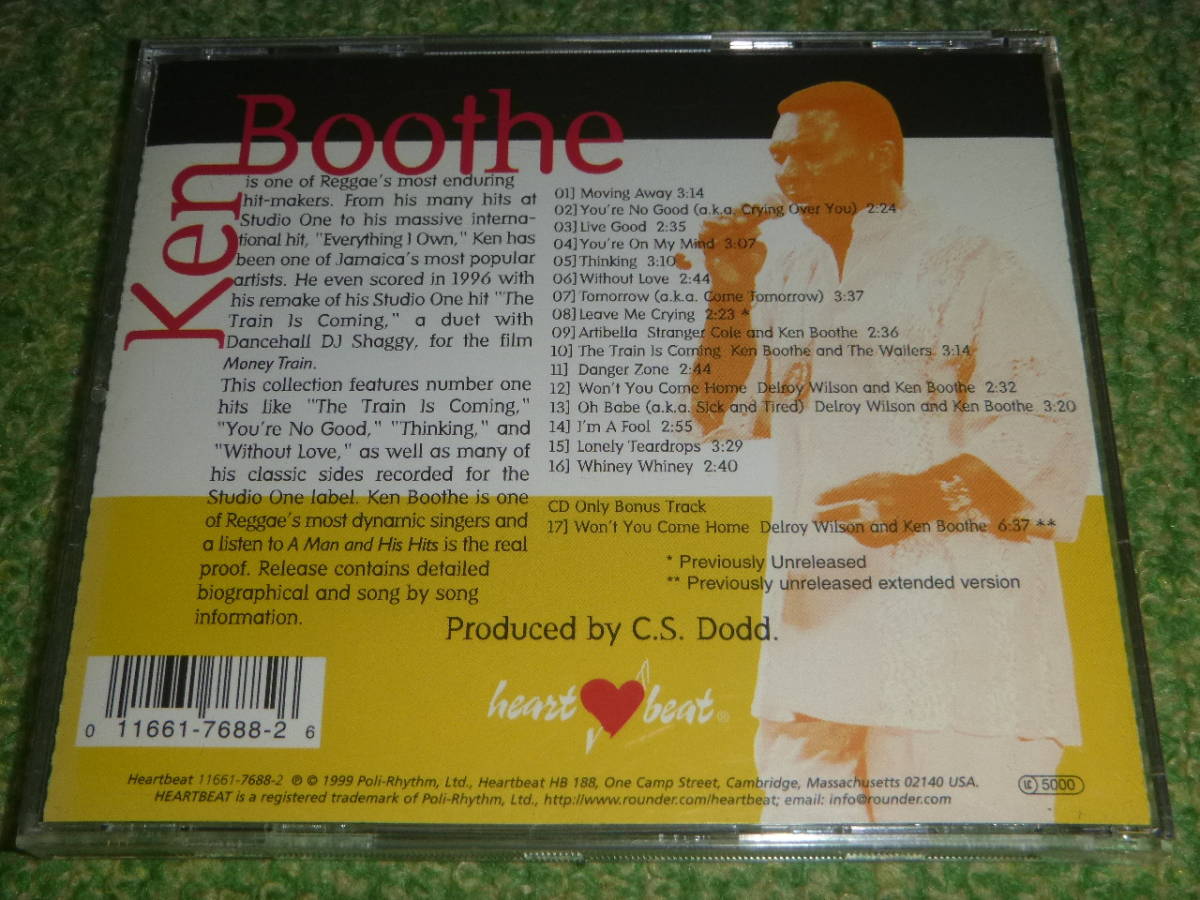 Ken Boothe
is one of Reggae's most enduring
hit-makers. From his many hits at
Studio One to his massive interna-
tional hit, "Everything I Own," Ken has
been one of Jamaica's most popular
artists. He even scored in 1996 with
his remake of his Studio One hit "The
Train Is Coming," a duet with
Dancehall DJ Shaggy, for the film
Money Train.
This collection features number one
hits like "The Train Is Coming,"
"You're No Good," "Thinking," and
"Without Love," as well as many of
his classic sides recorded for the
Studio One label. Ken Boothe is one
of Reggae's most dynamic singers and
a listen to A Man and His Hits is the real
proof. Release contains detailed
biographical and song by song
information.
01] Moving Away 3:14
02] You're No Good (a.k.a. Crying Over You) 2:24
03] Live Good 2:35
04] You're On My Mind 3:07
05] Thinking 3:10
06] Without Love 2:44
07] Tomorrow (a.k.a. Come Tomorrow) 3:37
08] Leave Me Crying 2:23 *
09] Artibella Stranger Cole and Ken Boothe 2:36
10] The Train Is Coming Ken Boothe and The Wailers 3:14
11] Danger Zone 2:44
12] Won't You Come Home Delroy Wilson and Ken Boothe 2:32
13] Oh Babe (a.k.a. Sick and Tired) Delroy Wilson and Ken Boothe 3:20
14] I'm A Fool 2:55
15] Lonely Teardrops 3:29
16] Whiney Whiney 2:40
CD Only Bonus Track
17] Won't You Come Home Delroy Wilson and Ken Boothe 6:37 **
* Previously Unreleased
** Previously unreleased extended version
Produced by C.S. Dodd.
heart beat®
0 11661-7688-2 6
Heartbeat 11661-7688-2 ℗ © 1999 Poli-Rhythm, Ltd., Heartbeat HB 188, One Camp Street, Cambridge, Massachusetts 02140 USA.
HEARTBEAT is a registered trademark of Poli-Rhythm, Ltd., http://www.rounder.com/heartbeat; email: info@rounder.com
LC 5000